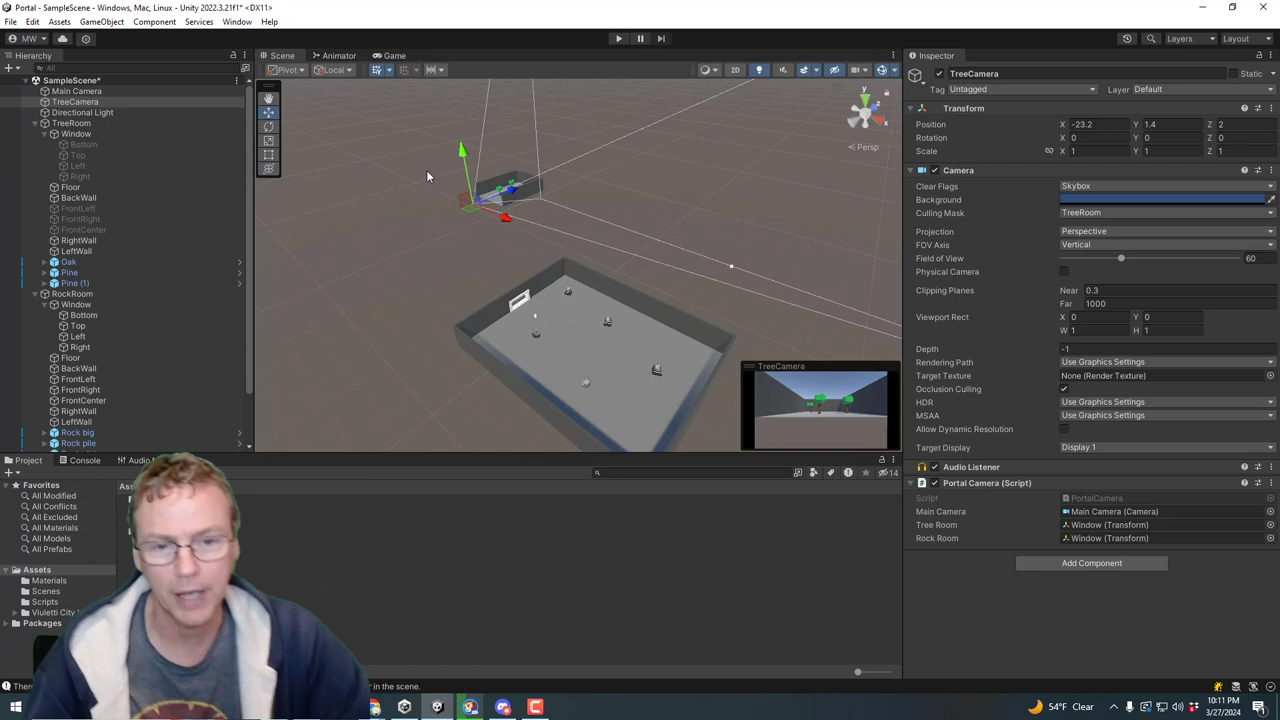 Portal - SampleScene - Windows, Mac, Linux - Unity 2022.3.21f1* <DX11>
File Edit Assets GameObject Component Services Window Help
MW Layers Layout
Hierarchy
All
SampleScene*
Main Camera
TreeCamera
Directional Light
TreeRoom
Window
Bottom
Top
Left
Right
Floor
BackWall
FrontLeft
FrontRight
FrontCenter
RightWall
LeftWall
Oak
Pine
Pine (1)
RockRoom
Window
Bottom
Top
Left
Right
Floor
BackWall
FrontLeft
FrontRight
FrontCenter
RightWall
LeftWall
Rock big
Rock pile
Scene Animator Game
Pivot Local 2D
y
z
x
Persp
TreeCamera
Inspector
TreeCamera Static
Tag Untagged Layer Default
Transform
Position X -23.2 Y 1.4 Z 2
Rotation X 0 Y 0 Z 0
Scale X 1 Y 1 Z 1
Camera
Clear Flags Skybox
Background
Culling Mask TreeRoom
Projection Perspective
FOV Axis Vertical
Field of View 60
Physical Camera
Clipping Planes Near 0.3
Far 1000
Viewport Rect X 0 Y 0
W 1 H 1
Depth -1
Rendering Path Use Graphics Settings
Target Texture None (Render Texture)
Occlusion Culling
HDR Use Graphics Settings
MSAA Use Graphics Settings
Allow Dynamic Resolution
Target Display Display 1
Audio Listener
Portal Camera (Script)
Script PortalCamera
Main Camera Main Camera (Camera)
Tree Room Window (Transform)
Rock Room Window (Transform)
Add Component
Project Console
14
Favorites
All Modified
All Conflicts
All Excluded
All Materials
All Models
All Prefabs
Assets
Materials
Scenes
Scripts
Viuletti City
Packages
in the scene.
54°F Clear
10:11 PM
3/27/2024